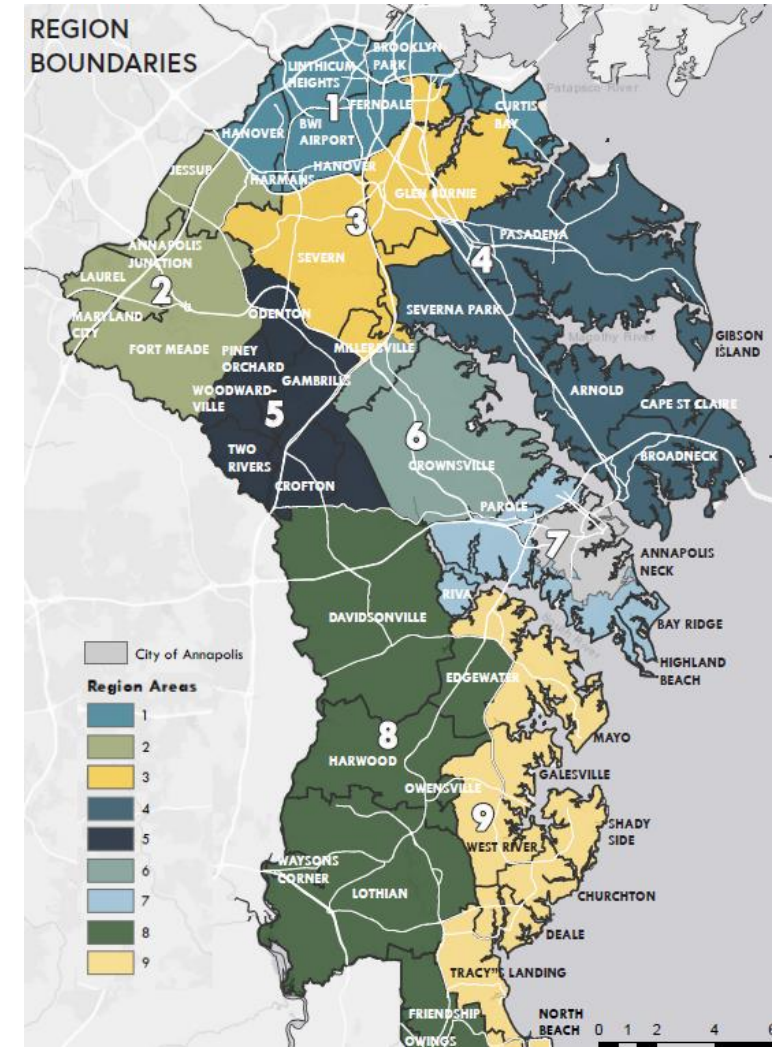 REGION
BOUNDARIES
BROOKLYN
PARK
LINTHICUM
HEIGHTS
Patapsco River
1
FERNDALE
CURTIS
BAY
HANOVER
BWI
AIRPORT
HANOVER
JESSUP
HARMANS
GLEN BURNIE
3
PASADENA
ANNAPOLIS
JUNCTION
SEVERN
4
LAUREL
2
MARYLAND
CITY
ODENTON
SEVERNA PARK
Magothy River
GIBSON
ISLAND
FORT MEADE
PINEY
ORCHARD
MILLERSVILLE
GAMBRILLS
WOODWARD-
VILLE
ARNOLD
CAPE ST CLAIRE
5
6
TWO
RIVERS
CROWNSVILLE
BROADNECK
CROFTON
PAROLE
7
ANNAPOLIS
NECK
RIVA
DAVIDSONVILLE
BAY RIDGE
City of Annapolis
HIGHLAND
BEACH
Region Areas
EDGEWATER
1
2
3
4
5
6
7
8
9
8
MAYO
HARWOOD
GALESVILLE
OWENSVILLE
9
SHADY
SIDE
WEST RIVER
WAYSONS
CORNER
LOTHIAN
CHURCHTON
DEALE
TRACY"S LANDING
FRIENDSHIP
NORTH
BEACH
OWINGS
0 1 2 4 6